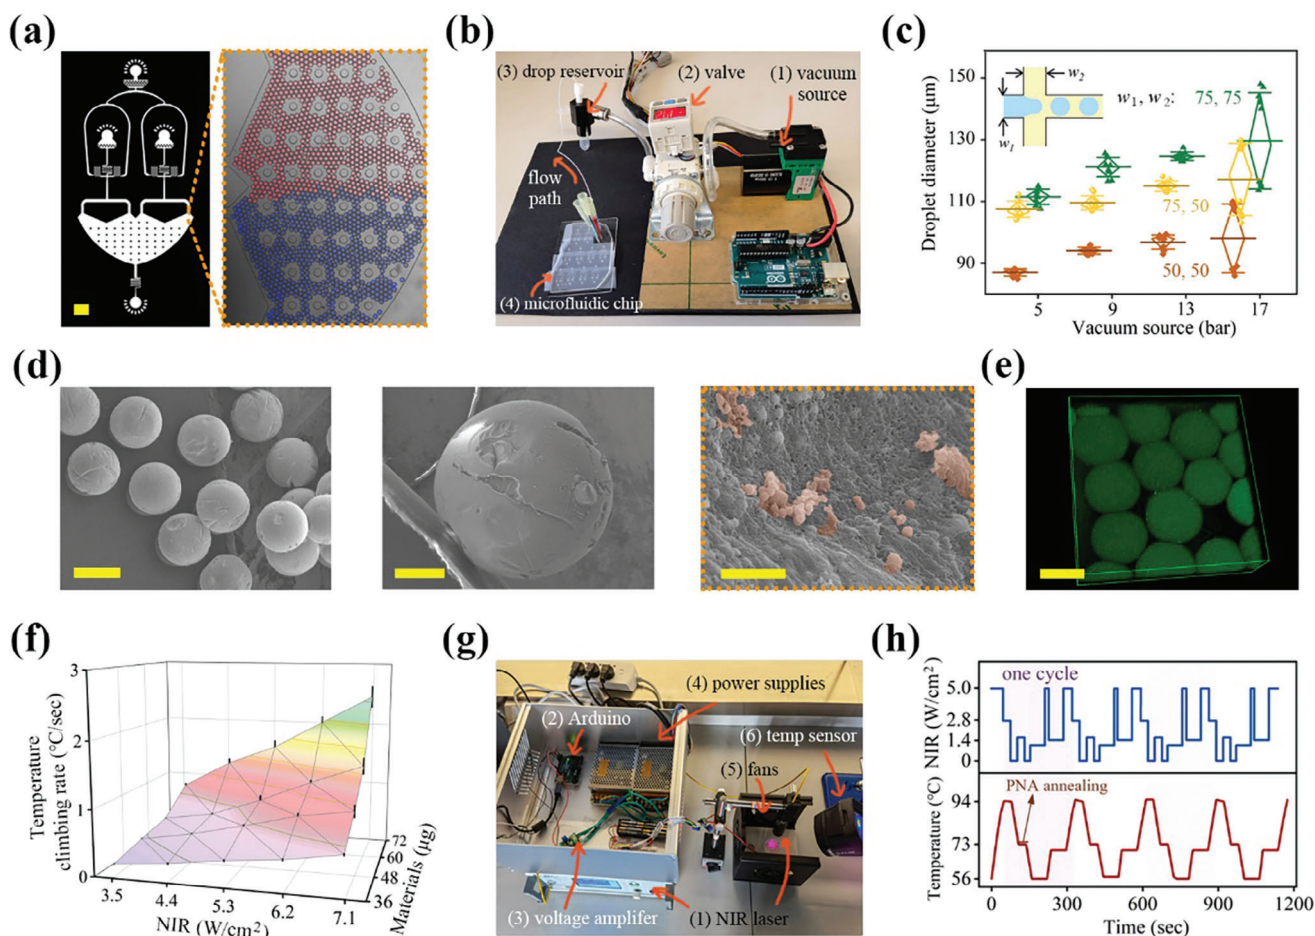 (a)
(b)
(3) drop reservoir
(2) valve
(1) vacuum
source
flow
path
(4) microfluidic chip
(c)
Droplet diameter (μm)
150
130
110
90
w₂
w₁
w₁, w₂:
75, 75
75, 50
50, 50
5
9
13
17
Vacuum source (bar)
(d)
(e)
(f)
Temperature
climbing rate (°C/sec)
3
2
1
0
3.5
4.4
5.3
6.2
7.1
NIR (W/cm²)
72
60
48
36
Materials (μg)
(g)
(4) power supplies
(2) Arduino
(6) temp sensor
(5) fans
(3) voltage amplifer
(1) NIR laser
(h)
NIR (W/cm²)
one cycle
5.0
2.8
1.4
0
Temperature (°C)
PNA annealing
94
73
56
0
300
600
900
1200
Time (sec)